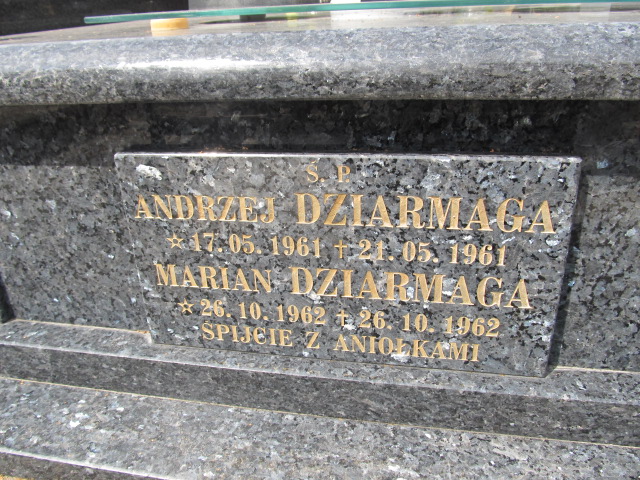 Ś. P.
ANDRZEJ DZIARMAGA
☆ 17.05.1961 ✝ 21.05.1961
MARIAN DZIARMAGA
☆ 26.10.1962 ✝ 26.10.1962
ŚPIJCIE Z ANIOŁKAMI